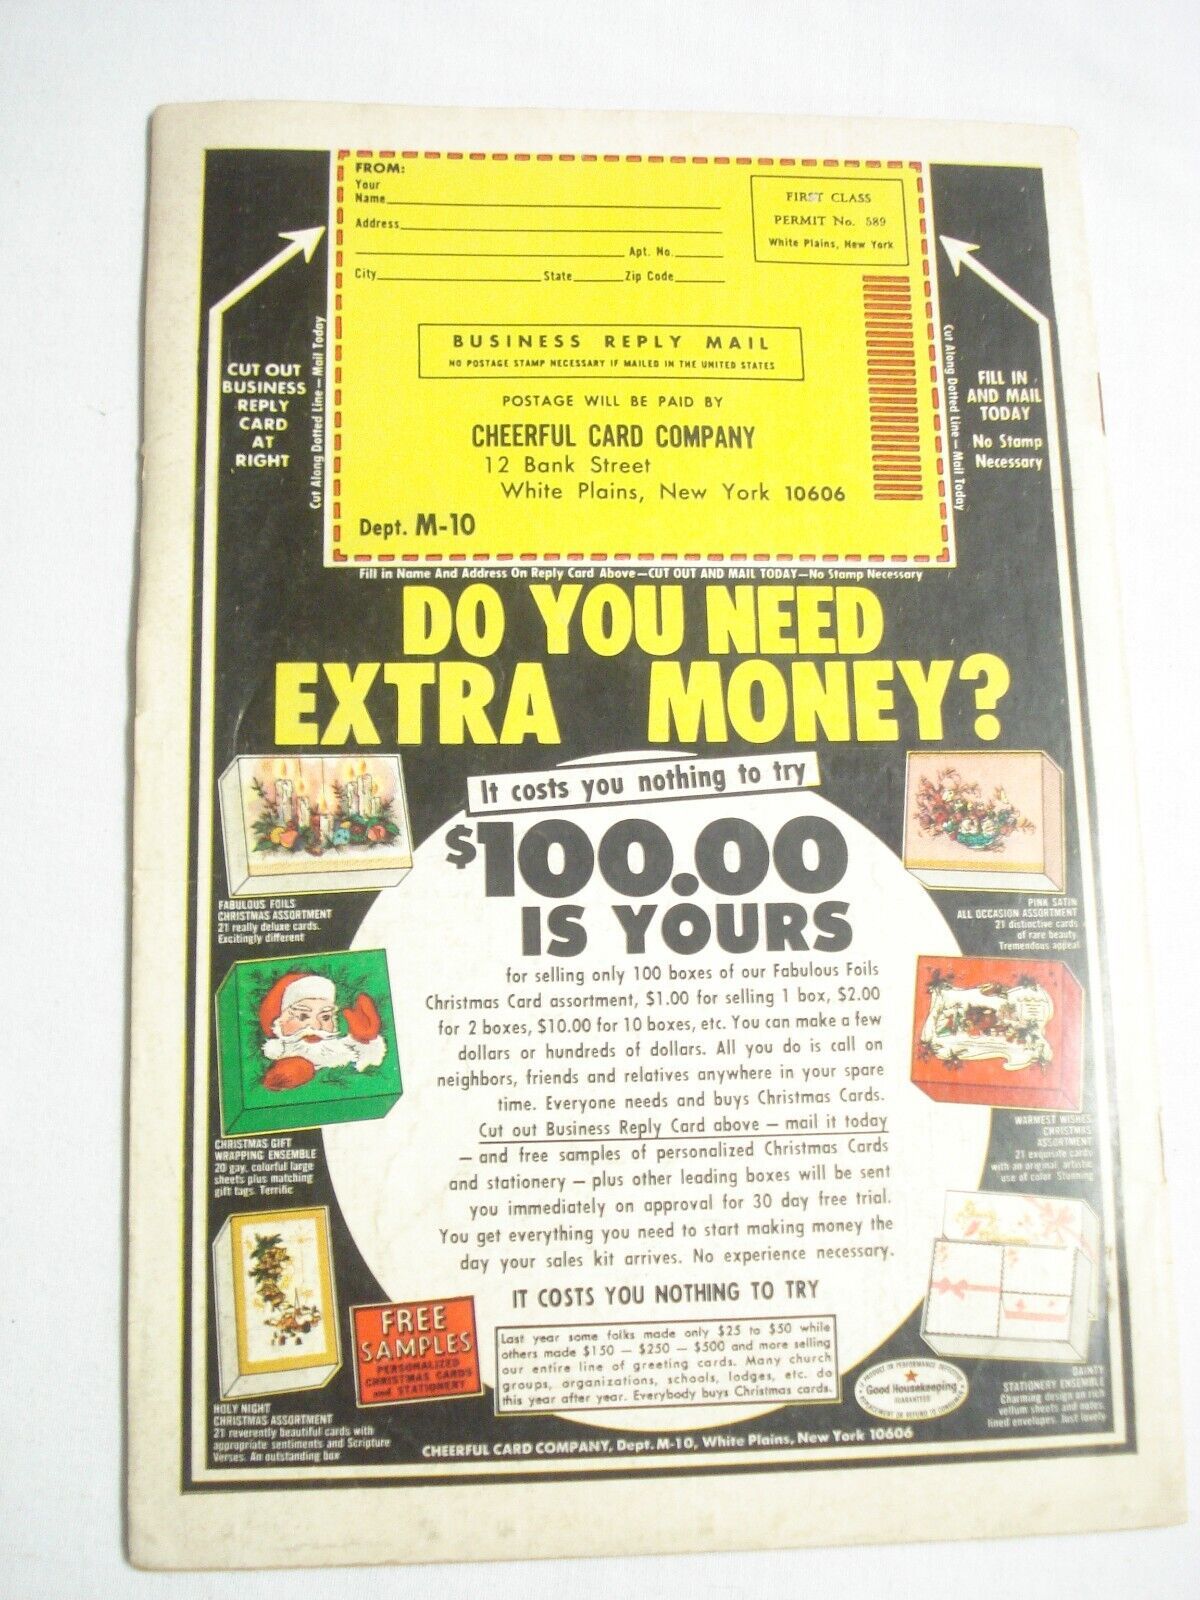 FROM:
Your
Name
Address
Apt. No.
City State Zip Code
FIRST CLASS
PERMIT No. 589
White Plains, New York
BUSINESS REPLY MAIL
NO POSTAGE STAMP NECESSARY IF MAILED IN THE UNITED STATES
POSTAGE WILL BE PAID BY
CHEERFUL CARD COMPANY
12 Bank Street
White Plains, New York 10606
Dept. M-10
CUT OUT
BUSINESS
REPLY
CARD
AT
RIGHT
Cut Along Dotted Line—Mail Today
Cut Along Dotted Line — Mail Today
FILL IN
AND MAIL
TODAY
No Stamp
Necessary
Fill in Name And Address On Reply Card Above—CUT OUT AND MAIL TODAY—No Stamp Necessary
DO YOU NEED
EXTRA MONEY?
It costs you nothing to try
$100.00
IS YOURS
for selling only 100 boxes of our Fabulous Foils
Christmas Card assortment, $1.00 for selling 1 box, $2.00
for 2 boxes, $10.00 for 10 boxes, etc. You can make a few
dollars or hundreds of dollars. All you do is call on
neighbors, friends and relatives anywhere in your spare
time. Everyone needs and buys Christmas Cards.
Cut out Business Reply Card above — mail it today
— and free samples of personalized Christmas Cards
and stationery — plus other leading boxes will be sent
you immediately on approval for 30 day free trial.
You get everything you need to start making money the
day your sales kit arrives. No experience necessary.
IT COSTS YOU NOTHING TO TRY
Last year some folks made only $25 to $50 while
others made $150 — $250 — $500 and more selling
our entire line of greeting cards. Many church
groups, organizations, schools, lodges, etc. do
this year after year. Everybody buys Christmas cards.
FABULOUS FOILS
CHRISTMAS ASSORTMENT
21 really deluxe cards.
Excitingly different
CHRISTMAS GIFT
WRAPPING ENSEMBLE
20 gay, colorful large
sheets plus matching
gift tags. Terrific
HOLY NIGHT
CHRISTMAS ASSORTMENT
21 reverently beautiful cards with
appropriate sentiments and Scripture
Verses. An outstanding box
FREE
SAMPLES
PERSONALIZED
CHRISTMAS CARDS
and STATIONERY
PINK SATIN
ALL OCCASION ASSORTMENT
21 distinctive cards
of rare beauty.
Tremendous appeal
WARMEST WISHES
CHRISTMAS
ASSORTMENT
21 exquisite cards
with an original artistic
use of color. Stunning
DAINTY
STATIONERY ENSEMBLE
Charming design on rich
vellum sheets and notes,
lined envelopes. Just lovely
Good Housekeeping
GUARANTEES
REPLACEMENT OR REFUND TO CONSUMER
CHEERFUL CARD COMPANY, Dept. M-10, White Plains, New York 10606